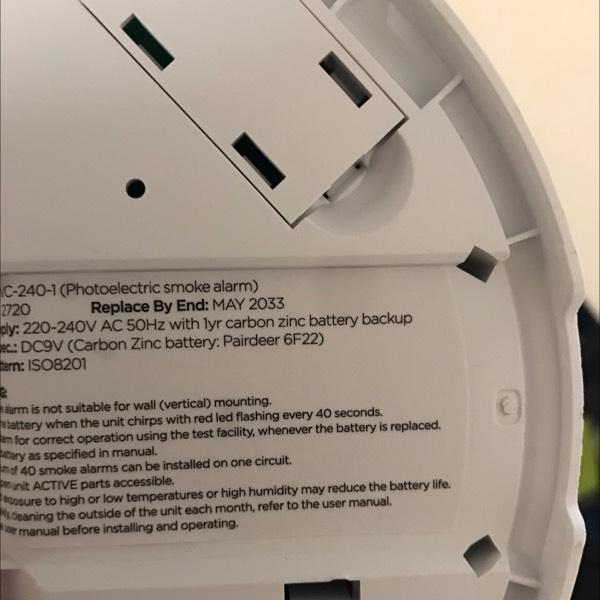 C-240-1 (Photoelectric smoke alarm)
2720 Replace By End: MAY 2033
ply: 220-240V AC 50Hz with 1yr carbon zinc battery backup
ec.: DC9V (Carbon Zinc battery: Pairdeer 6F22)
tern: ISO8201
alarm is not suitable for wall (vertical) mounting.
battery when the unit chirps with red led flashing every 40 seconds.
for correct operation using the test facility, whenever the battery is replaced.
as specified in manual.
of 40 smoke alarms can be installed on one circuit.
unit ACTIVE parts accessible.
exposure to high or low temperatures or high humidity may reduce the battery life.
cleaning the outside of the unit each month, refer to the user manual.
user manual before installing and operating.